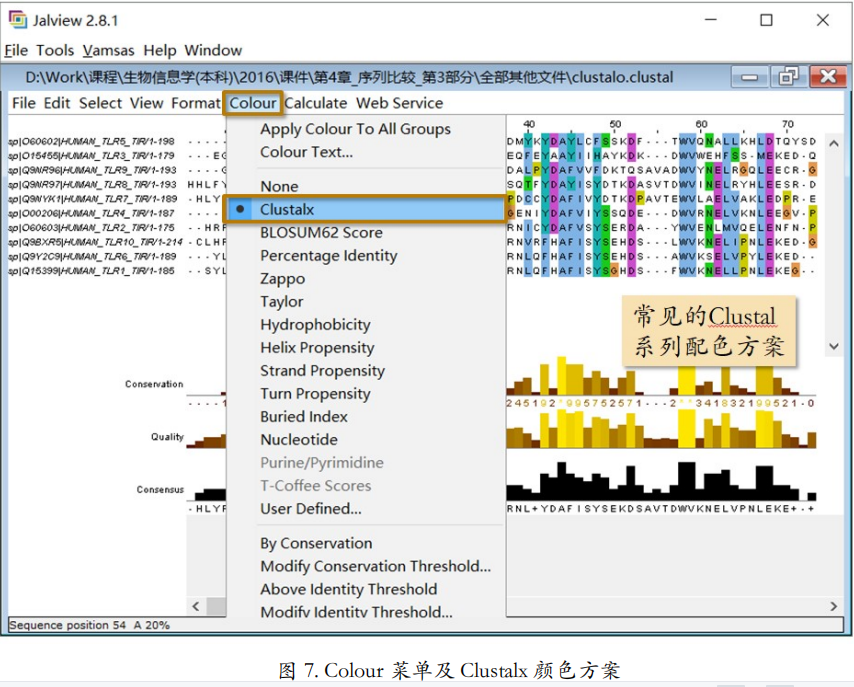 Jalview 2.8.1
File Tools Vamsas Help Window
D:\Work\课程\生物信息学(本科)\2016\课件\第4章_序列比较_第3部分\全部其他文件\clustalo.clustal
File Edit Select View Format Colour Calculate Web Service
40 50 60 70
sp|O60602|HUMAN_TLR5_TIR/1-198
sp|O15455|HUMAN_TLR3_TIR/1-179
sp|Q9NR96|HUMAN_TLR9_TIR/1-193
sp|Q9NR97|HUMAN_TLR8_TIR/1-193
sp|Q9NYK1|HUMAN_TLR7_TIR/1-189
sp|O00206|HUMAN_TLR4_TIR/1-187
sp|O60603|HUMAN_TLR2_TIR/1-175
sp|Q9BXR5|HUMAN_TLR10_TIR/1-214
sp|Q9Y2C9|HUMAN_TLR6_TIR/1-189
sp|Q15399|HUMAN_TLR1_TIR/1-185
Apply Colour To All Groups
Colour Text...
None
Clustalx
BLOSUM62 Score
Percentage Identity
Zappo
Taylor
Hydrophobicity
Helix Propensity
Strand Propensity
Turn Propensity
Buried Index
Nucleotide
Purine/Pyrimidine
T-Coffee Scores
User Defined...
By Conservation
Modify Conservation Threshold...
Above Identity Threshold
Modify Identity Threshold...
DMYKYDAYLCFSSKDF---TWVQNALLKHLDTQYSD
EQFEYAAYIIHAYKDK--DWVWEHFSS-MEKED-Q
DALPYDAFVVFDKTQSAVADWVYNELRGQLEECR-G
SQTFYDAYISYDTKDASVTDWVINELRYHLEESR-D
PDCCYDAFIVYDTKDPAVTEWVLAELVAKLEDPR-E
GENIYDAFVIYSSQDE---DWVRNELVKNLEEGV-P
RNICYDAFVSYSERDA---YWVENLMVQELENFN-P
RNVRFHAFISYSEHDS---LWVKNELIPNLEKED-G
RNLQFHAFISYSEHDS---AWVKSELVPYLEKED--
RNLQFHAFISYSGHDS---FWVKNELLPNLEKEG--
常见的Clustal
系列配色方案
Conservation
245192*995752571---2**341832199521-0
Quality
Consensus
-HLYF
RNL+YDAFISYSEKDSAVTDWVKNELVPNLEKE+-+
Sequence position 54 A 20%
图 7. Colour 菜单及 Clustalx 颜色方案